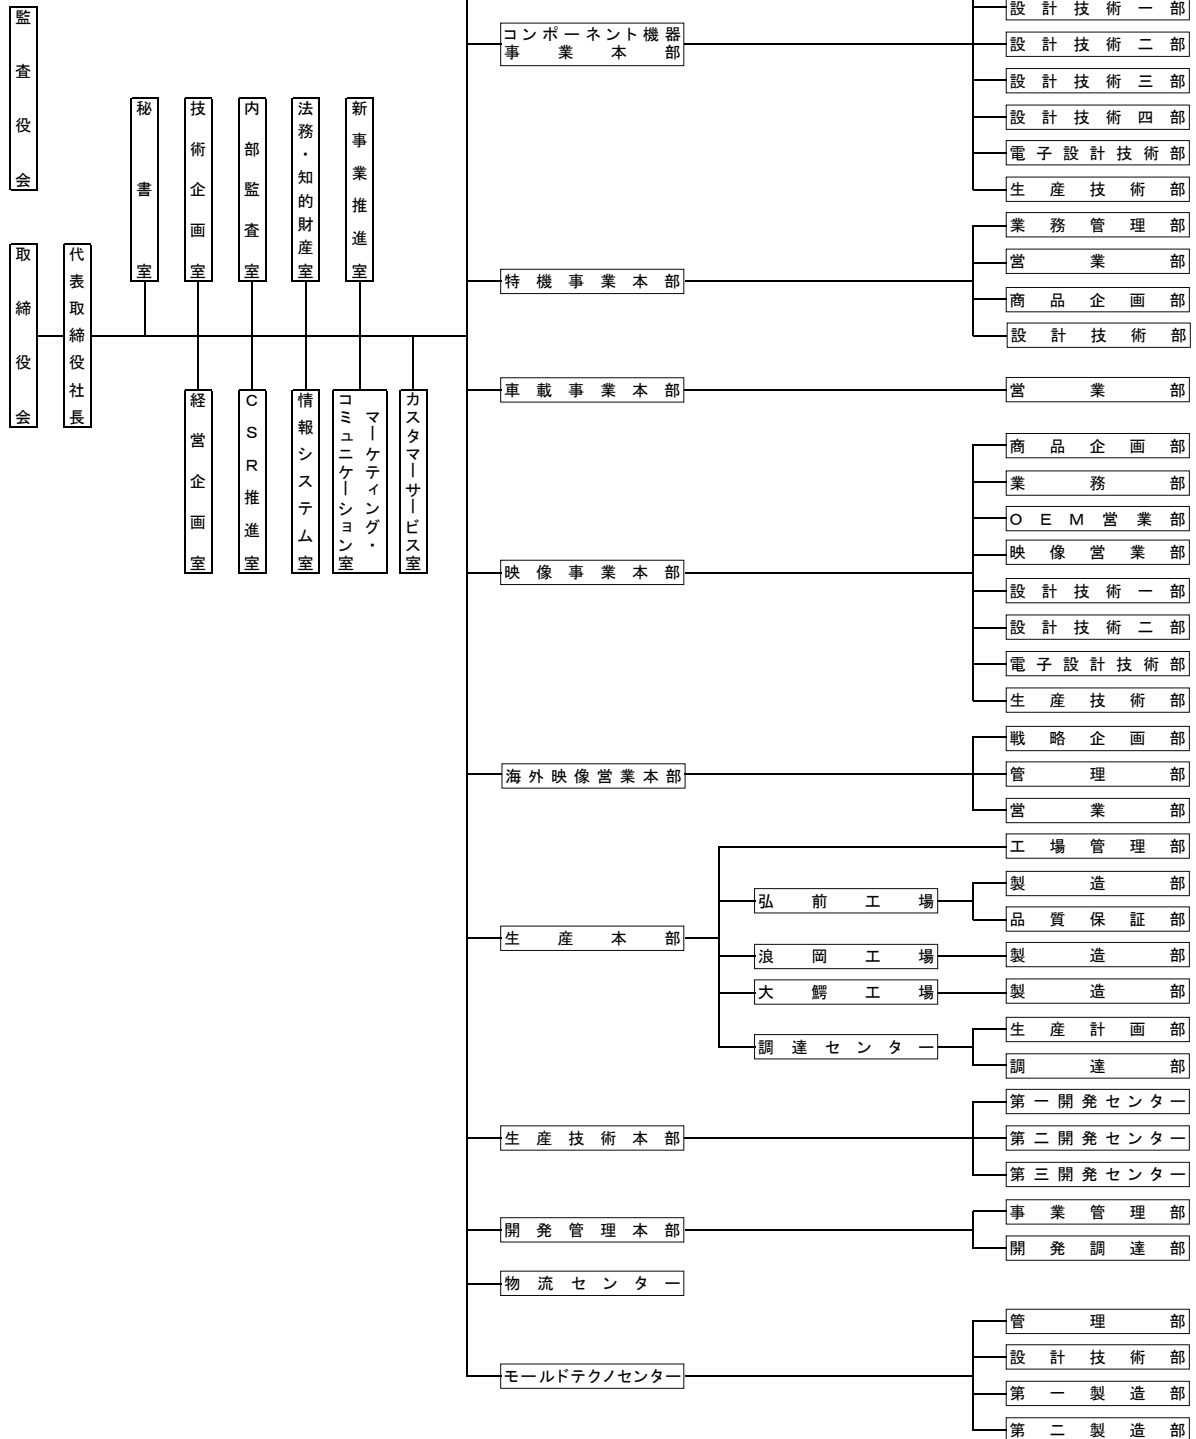 監査役会
取締役会
代表取締役社長
秘書室
技術企画室
内部監査室
法務・知的財産室
新事業推進室
経営企画室
CSR推進室
情報システム室
マーケティング・
コミュニケーション室
カスタマーサービス室
コンポーネント機器
事業本部
設計技術一部
設計技術二部
設計技術三部
設計技術四部
電子設計技術部
生産技術部
特機事業本部
業務管理部
営業部
商品企画部
設計技術部
車載事業本部
営業部
映像事業本部
商品企画部
業務部
OEM営業部
映像営業部
設計技術一部
設計技術二部
電子設計技術部
生産技術部
海外映像営業本部
戦略企画部
管理部
営業部
生産本部
工場管理部
弘前工場
製造部
品質保証部
浪岡工場
製造部
大鰐工場
製造部
調達センター
生産計画部
調達部
生産技術本部
第一開発センター
第二開発センター
第三開発センター
開発管理本部
事業管理部
開発調達部
物流センター
モールドテクノセンター
管理部
設計技術部
第一製造部
第二製造部